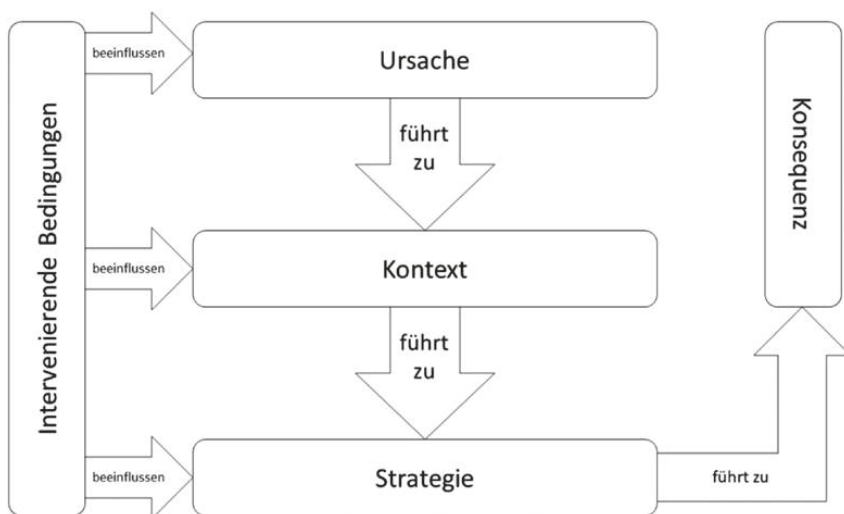 Intervenierende Bedingungen
beeinflussen
Ursache
führt
zu
beeinflussen
Kontext
führt
zu
beeinflussen
Strategie
führt zu
Konsequenz